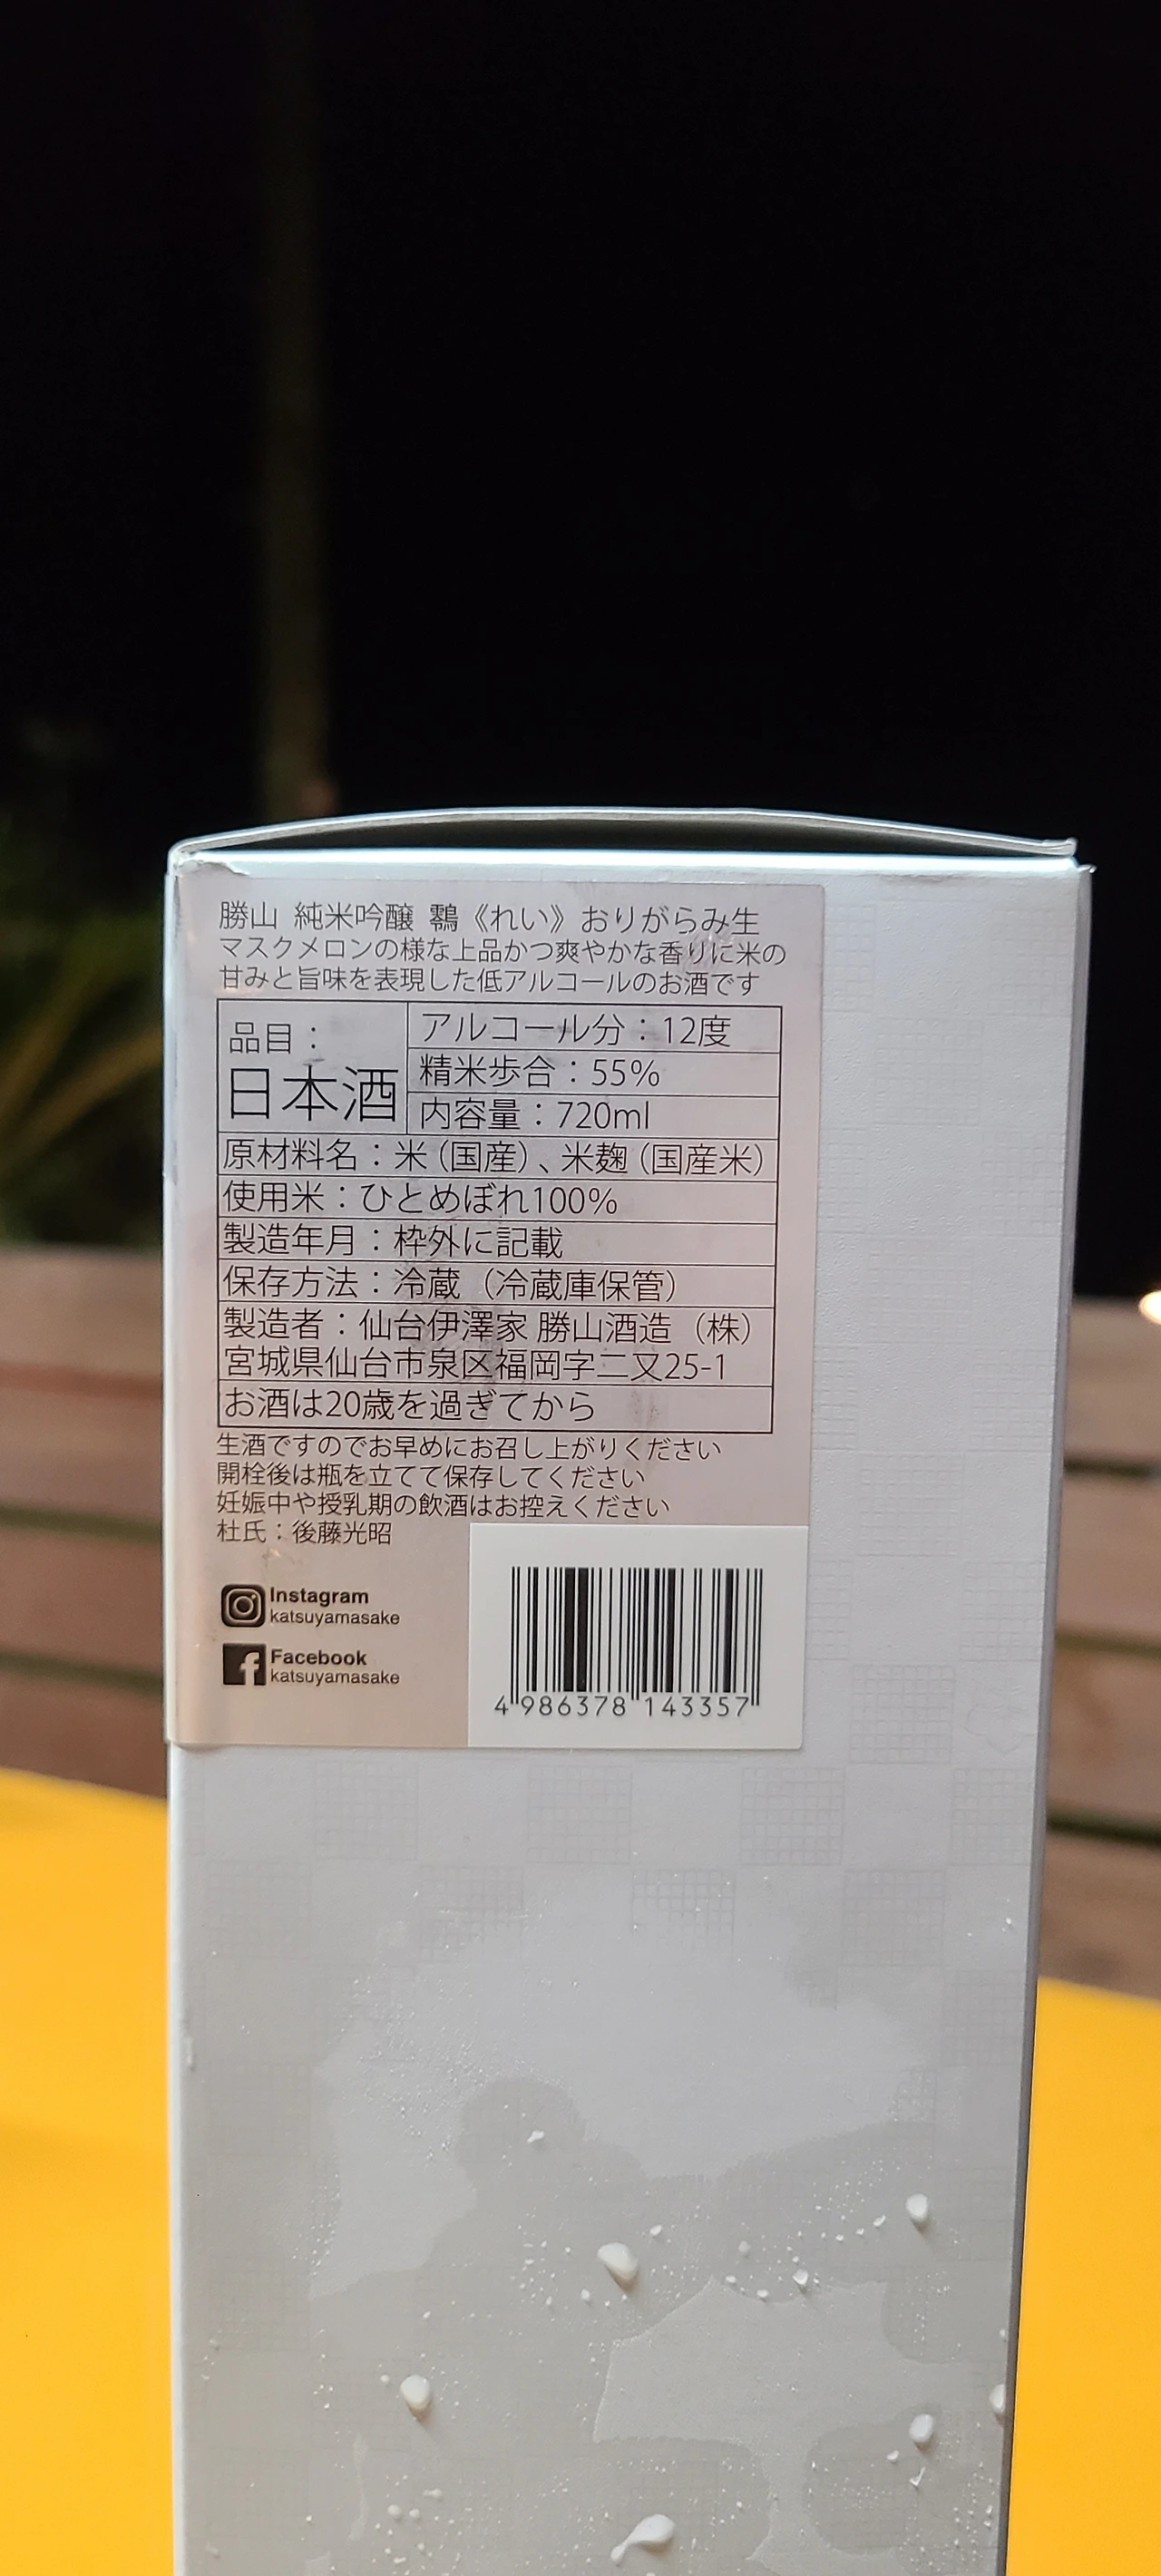 勝山 純米吟醸 鸖《れい》おりがらみ生
マスクメロンの様な上品かつ爽やかな香りに米の
甘みと旨味を表現した低アルコールのお酒です
品目：
日本酒
アルコール分：12度
精米歩合：55%
内容量：720ml
原材料名：米（国産）、米麹（国産米）
使用米：ひとめぼれ100%
製造年月：枠外に記載
保存方法：冷蔵（冷蔵庫保管）
製造者：仙台伊澤家 勝山酒造（株）
宮城県仙台市泉区福岡字二又25-1
お酒は20歳を過ぎてから
生酒ですのでお早めにお召し上がりください
開栓後は瓶を立てて保存してください
妊娠中や授乳期の飲酒はお控えください
杜氏：後藤光昭
Instagram
katsuyamasake
Facebook
katsuyamasake
4 986378 143357